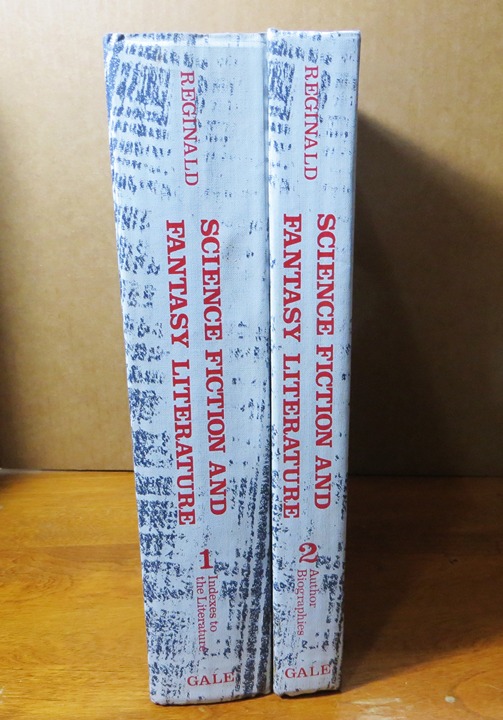 REGINALD
SCIENCE FICTION AND
FANTASY LITERATURE
1
Indexes to
the Literature
GALE
REGINALD
SCIENCE FICTION AND
FANTASY LITERATURE
2
Author
Biographies
GALE